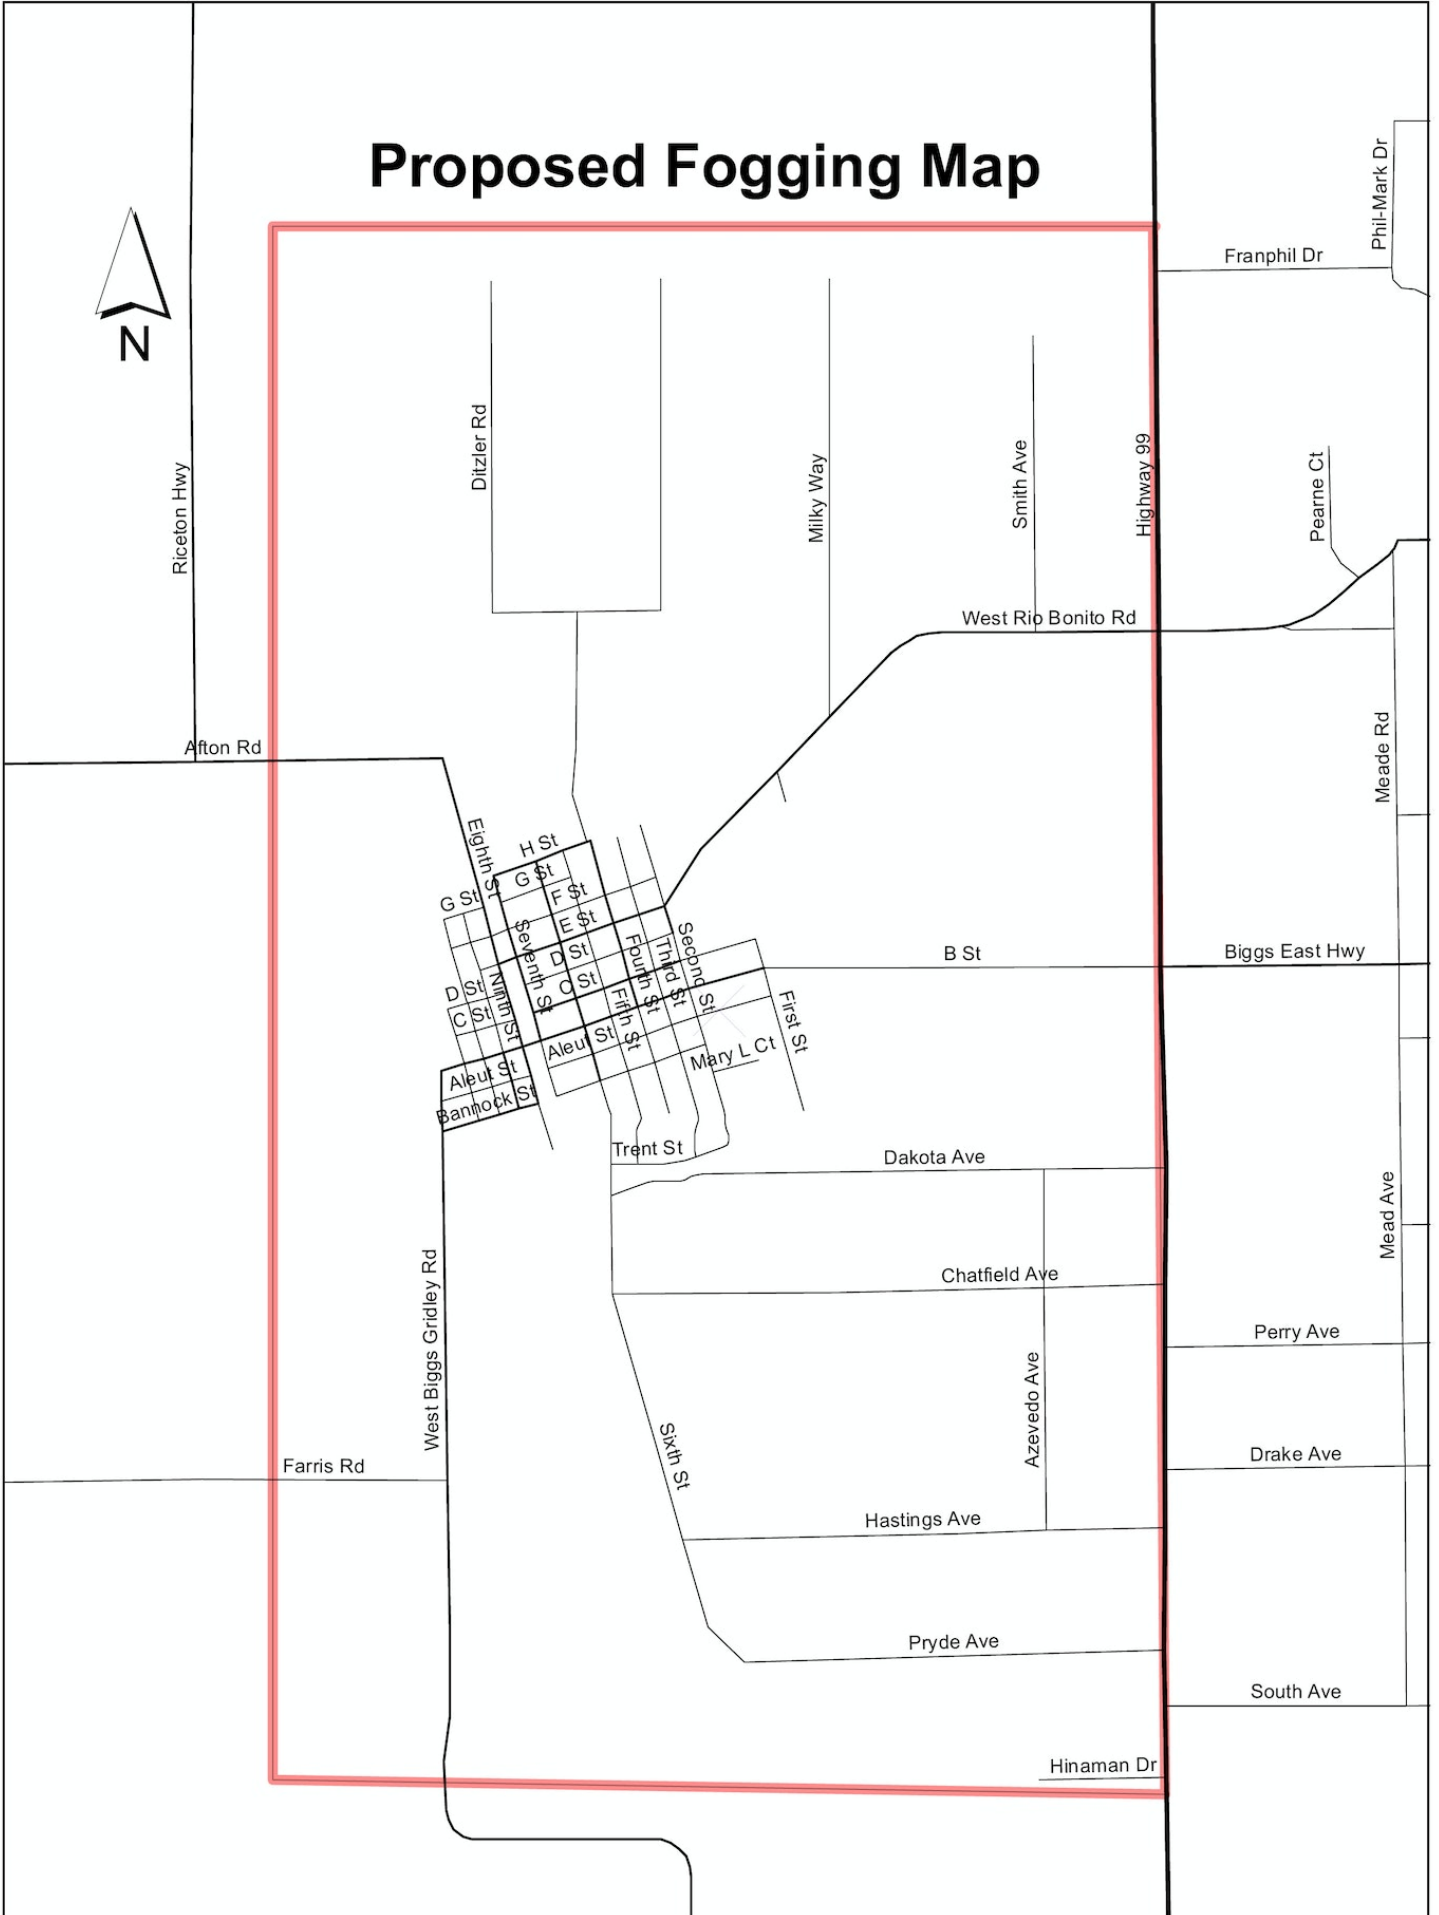 Proposed Fogging Map
N
Phil-Mark Dr
Franphil Dr
Ditzler Rd
Riceton Hwy
Milky Way
Smith Ave
Highway 99
Pearne Ct
West Rio Bonito Rd
Afton Rd
Meade Rd
Eighth St
H St
G St
G St
F St
E St
D St
C St
Seventh St
Fourth St
Third St
Second St
B St
Biggs East Hwy
D St
C St
Ninth St
Fifth St
First St
Aleut St
Mary L Ct
Aleut St
Bannock St
Trent St
Dakota Ave
Mead Ave
West Biggs Gridley Rd
Chatfield Ave
Perry Ave
Azevedo Ave
Sixth St
Farris Rd
Drake Ave
Hastings Ave
Pryde Ave
South Ave
Hinaman Dr